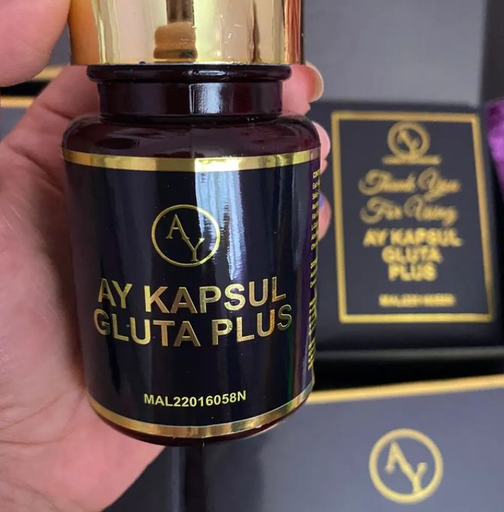 AY
AY KAPSUL
GLUTA PLUS
MAL22016058N
AY
Thank You
For Using
AY KAPSUL
GLUTA
PLUS
AY